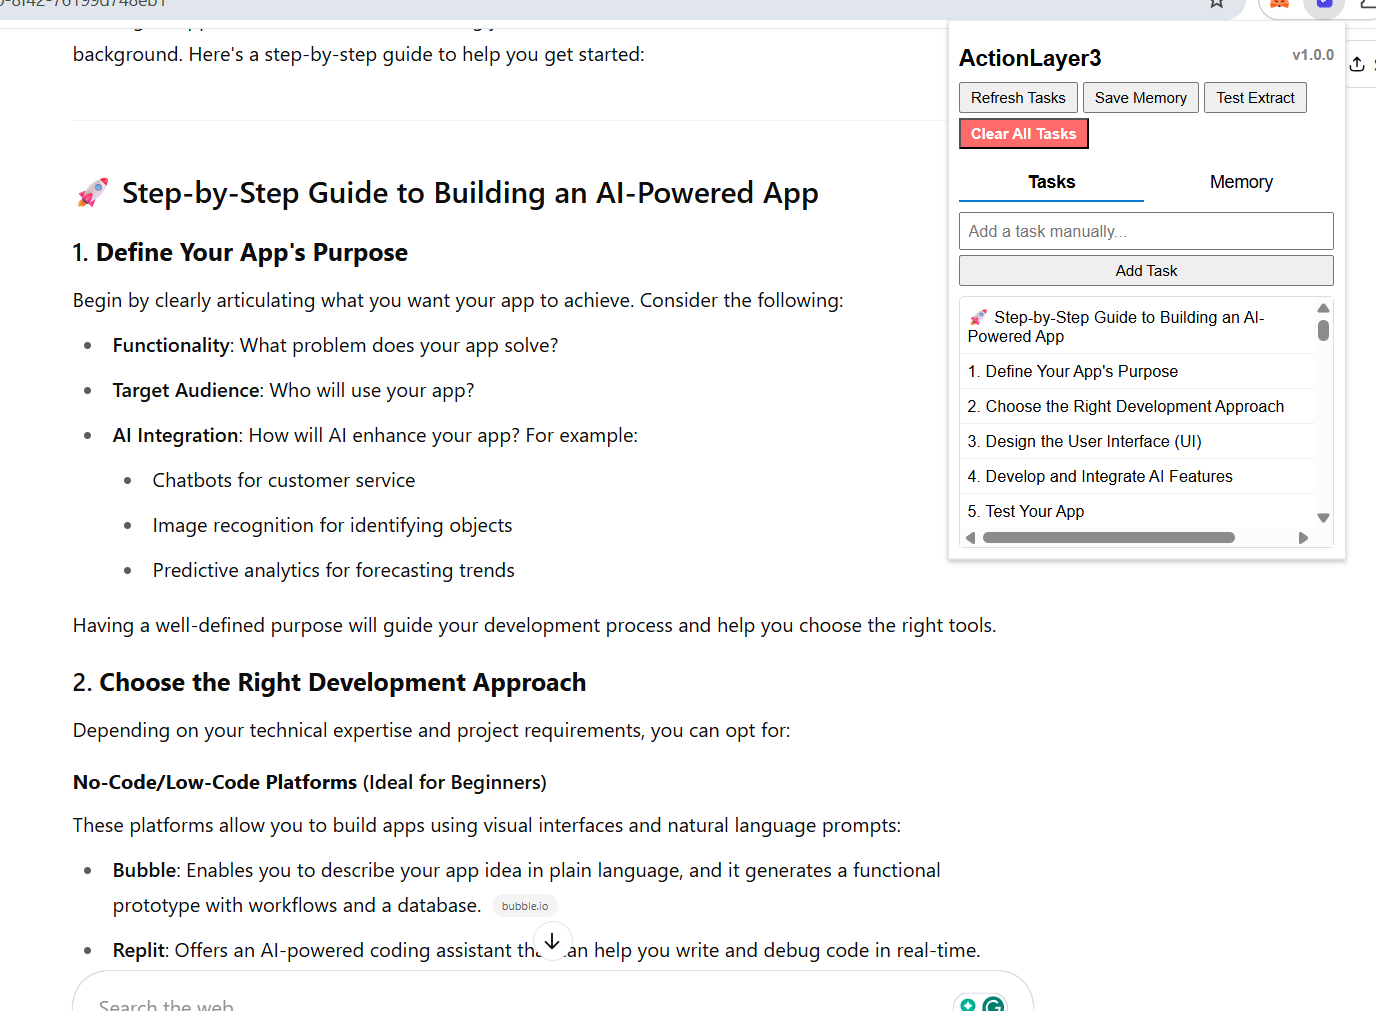 background. Here's a step-by-step guide to help you get started:
🚀 Step-by-Step Guide to Building an AI-Powered App
1. Define Your App's Purpose
Begin by clearly articulating what you want your app to achieve. Consider the following:
• Functionality: What problem does your app solve?
• Target Audience: Who will use your app?
• AI Integration: How will AI enhance your app? For example:
• Chatbots for customer service
• Image recognition for identifying objects
• Predictive analytics for forecasting trends
Having a well-defined purpose will guide your development process and help you choose the right tools.
2. Choose the Right Development Approach
Depending on your technical expertise and project requirements, you can opt for:
No-Code/Low-Code Platforms (Ideal for Beginners)
These platforms allow you to build apps using visual interfaces and natural language prompts:
• Bubble: Enables you to describe your app idea in plain language, and it generates a functional
prototype with workflows and a database. bubble.io
• Replit: Offers an AI-powered coding assistant help you write and debug code in real-time.
Search the web
ActionLayer3
v1.0.0
Refresh Tasks
Save Memory
Test Extract
Clear All Tasks
Tasks
Memory
Add a task manually...
Add Task
🚀 Step-by-Step Guide to Building an AI-
Powered App
1. Define Your App's Purpose
2. Choose the Right Development Approach
3. Design the User Interface (UI)
4. Develop and Integrate AI Features
5. Test Your App